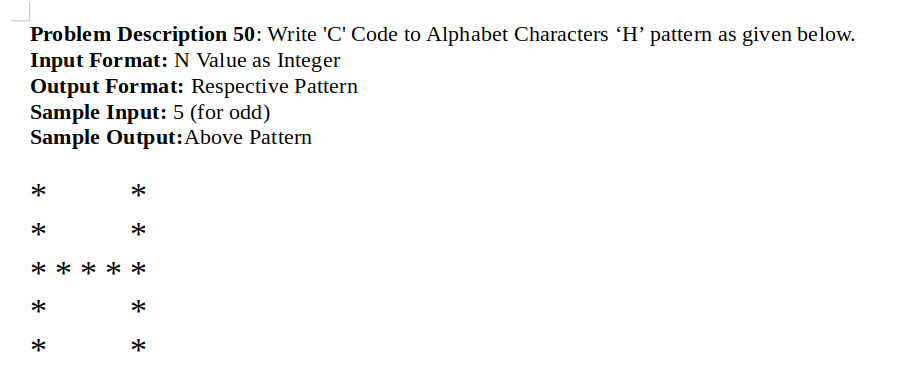 Problem Description 50: Write 'C' Code to Alphabet Characters ‘H’ pattern as given below.
Input Format: N Value as Integer
Output Format: Respective Pattern
Sample Input: 5 (for odd)
Sample Output:Above Pattern
*       *
*       *
* * * * *
*       *
*       *